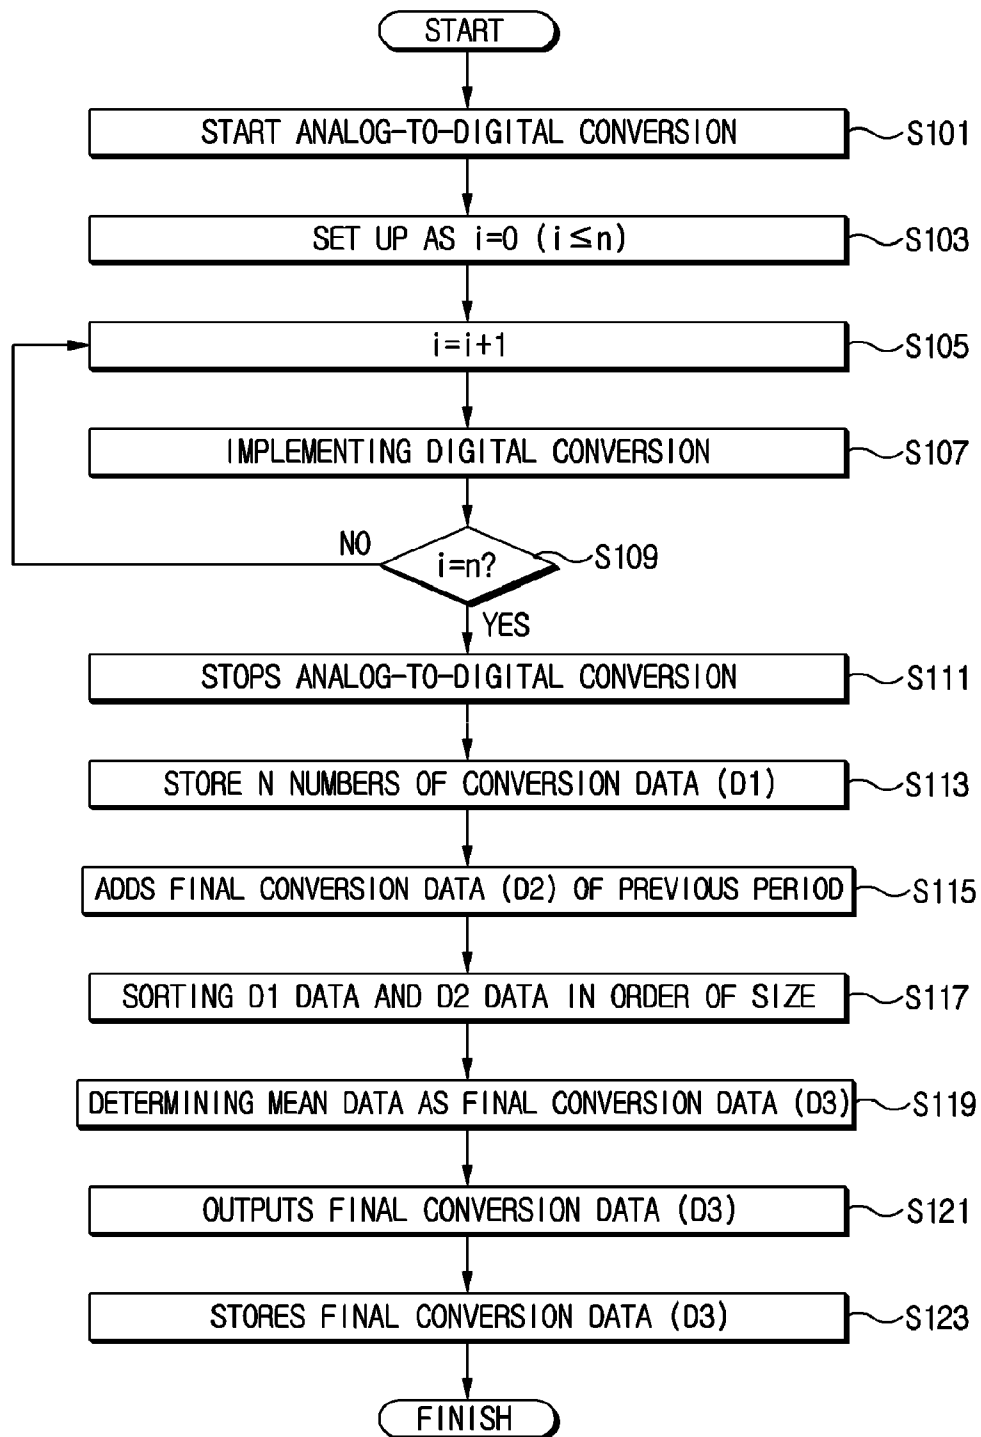 START
START ANALOG-TO-DIGITAL CONVERSION
S101
SET UP AS i=0 (i≤n)
S103
i=i+1
S105
IMPLEMENTING DIGITAL CONVERSION
S107
NO
i=n?
S109
YES
STOPS ANALOG-TO-DIGITAL CONVERSION
S111
STORE N NUMBERS OF CONVERSION DATA (D1)
S113
ADDS FINAL CONVERSION DATA (D2) OF PREVIOUS PERIOD
S115
SORTING D1 DATA AND D2 DATA IN ORDER OF SIZE
S117
DETERMINING MEAN DATA AS FINAL CONVERSION DATA (D3)
S119
OUTPUTS FINAL CONVERSION DATA (D3)
S121
STORES FINAL CONVERSION DATA (D3)
S123
FINISH